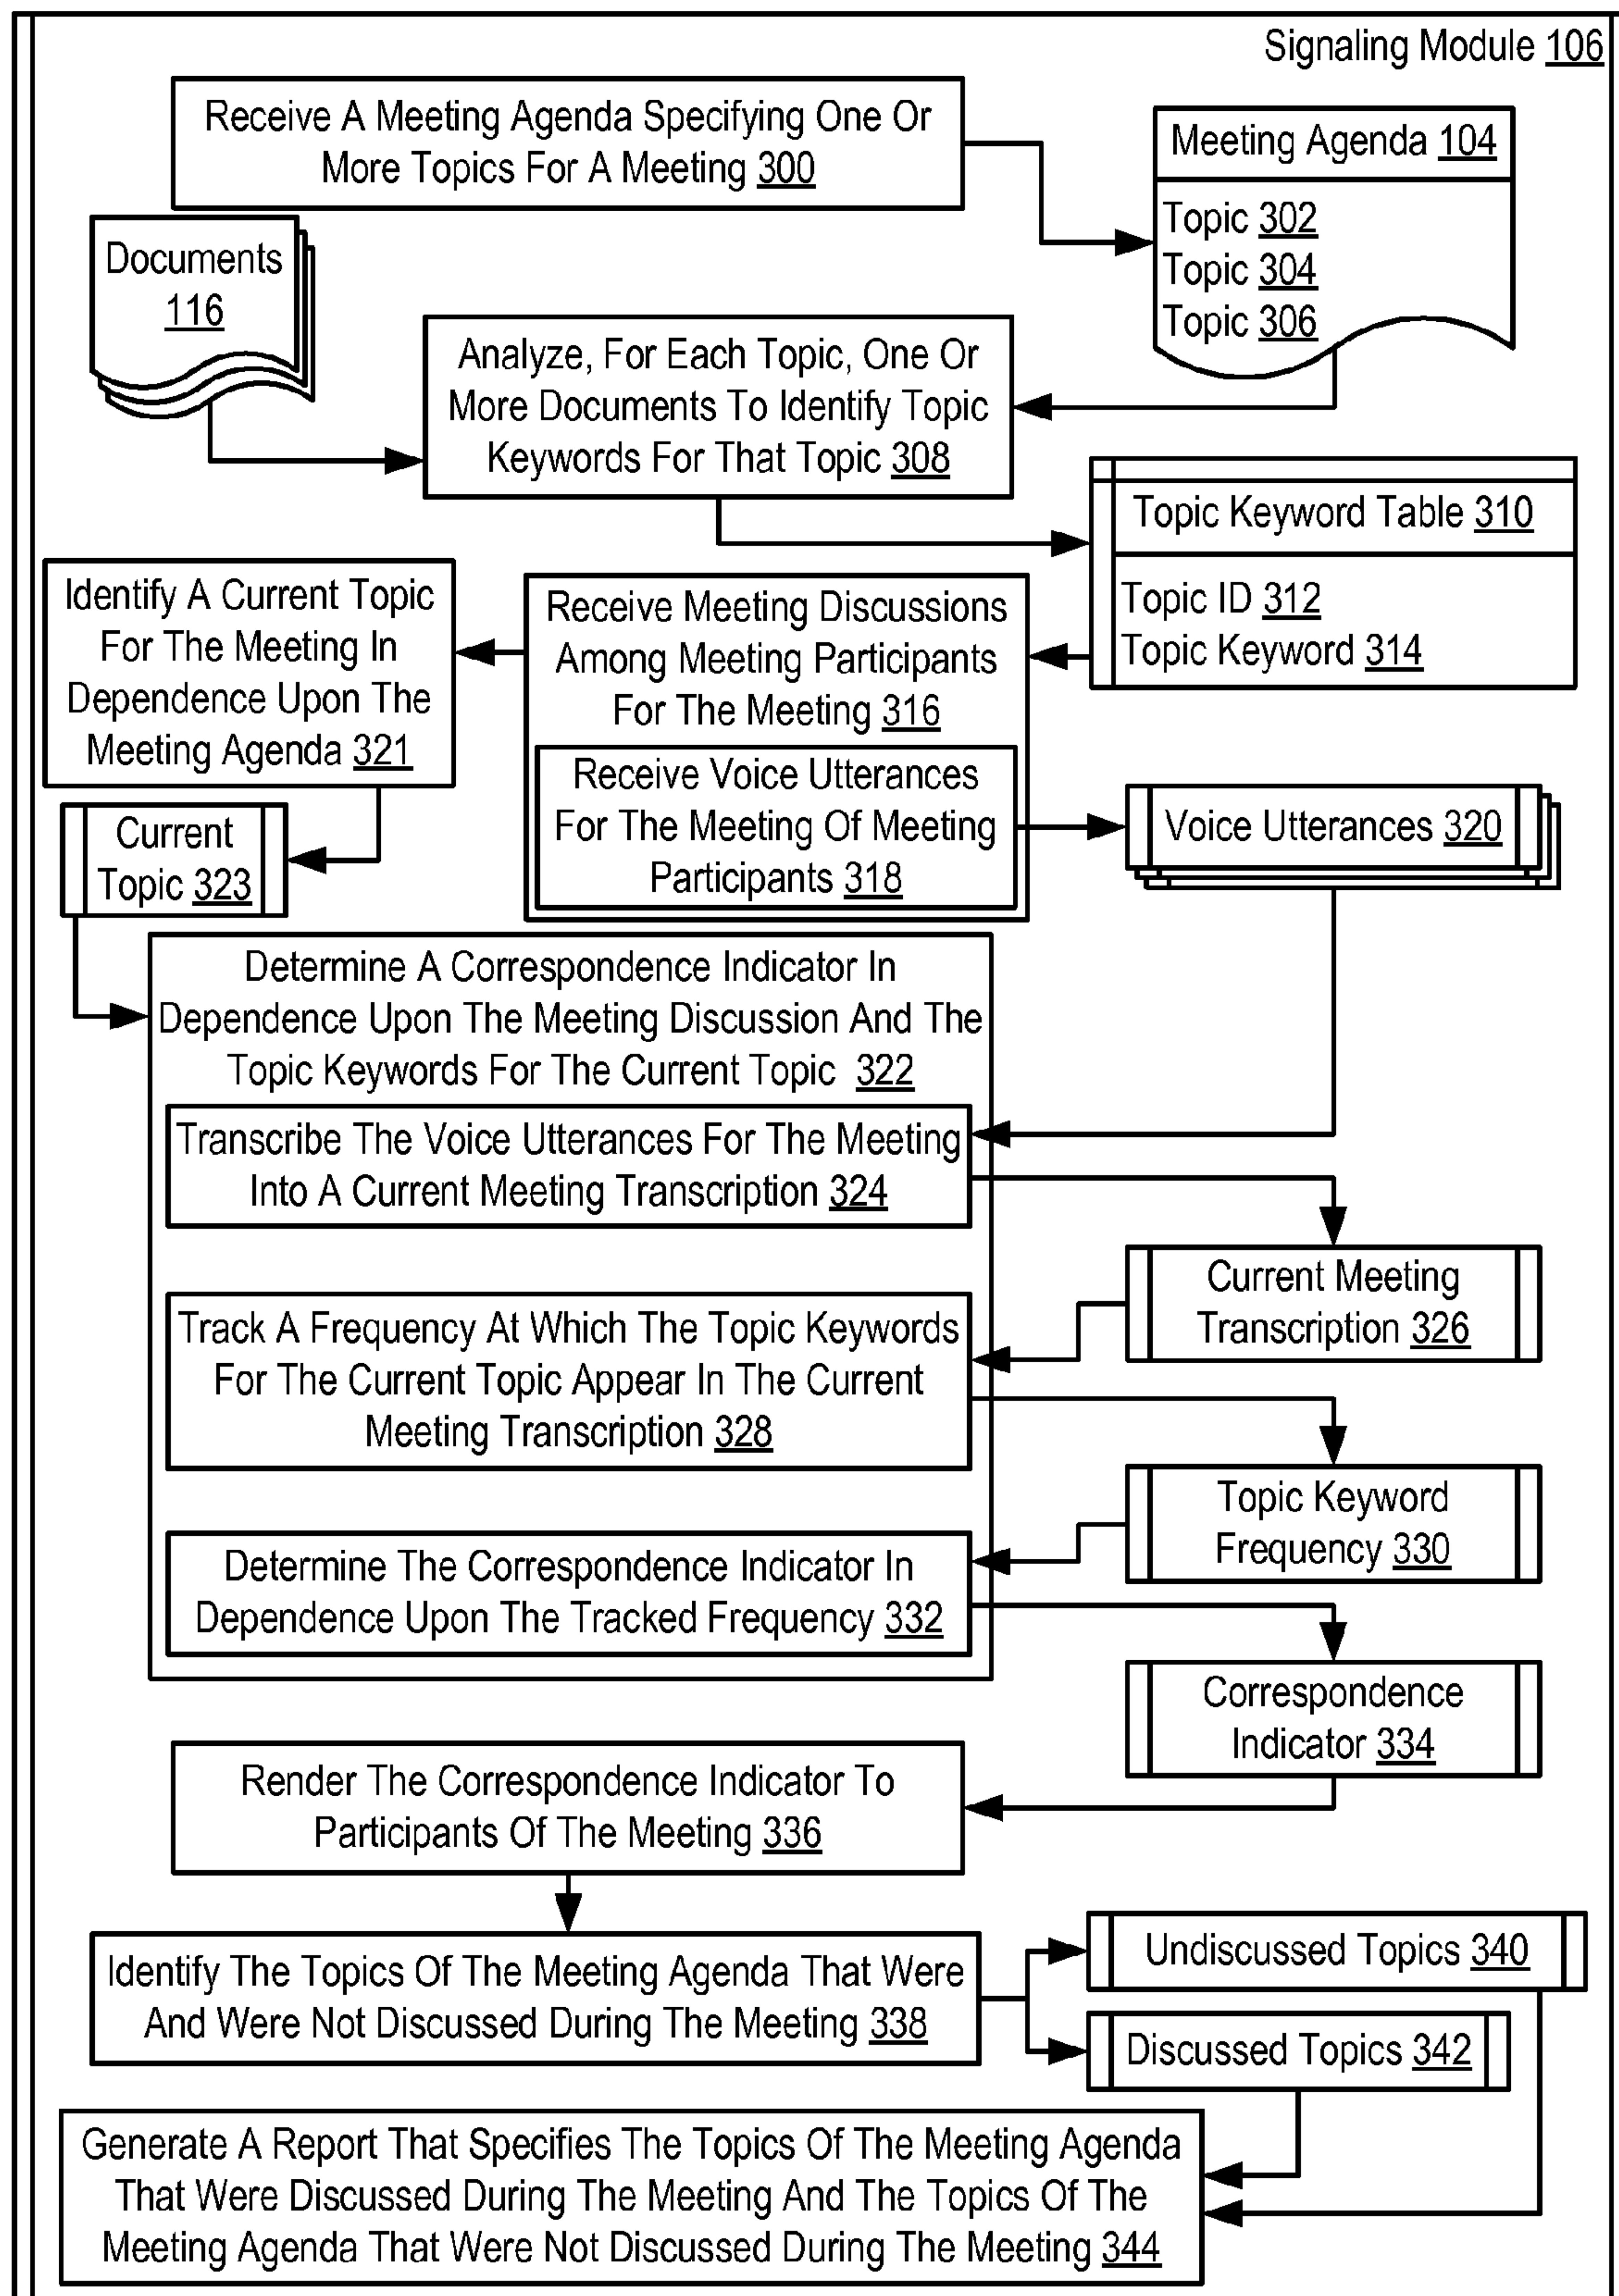 Signaling Module 106
Receive A Meeting Agenda Specifying One Or
More Topics For A Meeting 300
Meeting Agenda 104
Topic 302
Topic 304
Topic 306
Documents
116
Analyze, For Each Topic, One Or
More Documents To Identify Topic
Keywords For That Topic 308
Topic Keyword Table 310
Topic ID 312
Topic Keyword 314
Identify A Current Topic
For The Meeting In
Dependence Upon The
Meeting Agenda 321
Receive Meeting Discussions
Among Meeting Participants
For The Meeting 316
Receive Voice Utterances
For The Meeting Of Meeting
Participants 318
Voice Utterances 320
Current
Topic 323
Determine A Correspondence Indicator In
Dependence Upon The Meeting Discussion And The
Topic Keywords For The Current Topic 322
Transcribe The Voice Utterances For The Meeting
Into A Current Meeting Transcription 324
Current Meeting
Transcription 326
Track A Frequency At Which The Topic Keywords
For The Current Topic Appear In The Current
Meeting Transcription 328
Topic Keyword
Frequency 330
Determine The Correspondence Indicator In
Dependence Upon The Tracked Frequency 332
Correspondence
Indicator 334
Render The Correspondence Indicator To
Participants Of The Meeting 336
Identify The Topics Of The Meeting Agenda That Were
And Were Not Discussed During The Meeting 338
Undiscussed Topics 340
Discussed Topics 342
Generate A Report That Specifies The Topics Of The Meeting Agenda
That Were Discussed During The Meeting And The Topics Of The
Meeting Agenda That Were Not Discussed During The Meeting 344